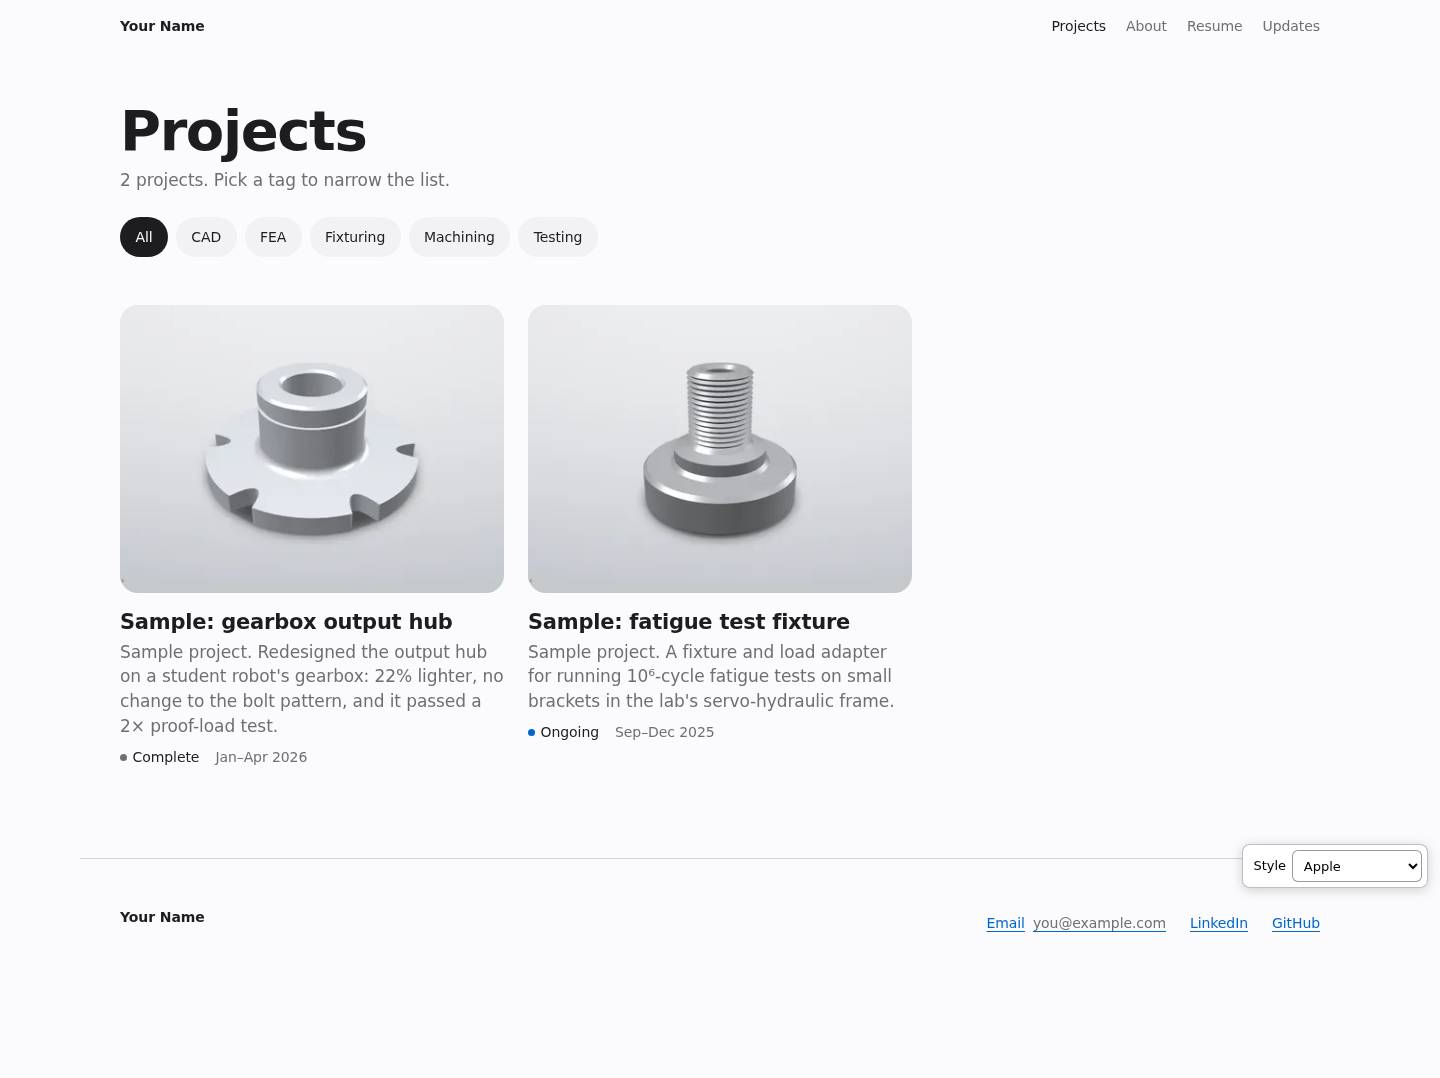 Your Name
Projects About Resume Updates
Projects
2 projects. Pick a tag to narrow the list.
All CAD FEA Fixturing Machining Testing
Sample: gearbox output hub
Sample project. Redesigned the output hub
on a student robot's gearbox: 22% lighter, no
change to the bolt pattern, and it passed a
2× proof-load test.
Complete Jan–Apr 2026
Sample: fatigue test fixture
Sample project. A fixture and load adapter
for running 10⁶-cycle fatigue tests on small
brackets in the lab's servo-hydraulic frame.
Ongoing Sep–Dec 2025
Style Apple
Your Name
Email you@example.com LinkedIn GitHub